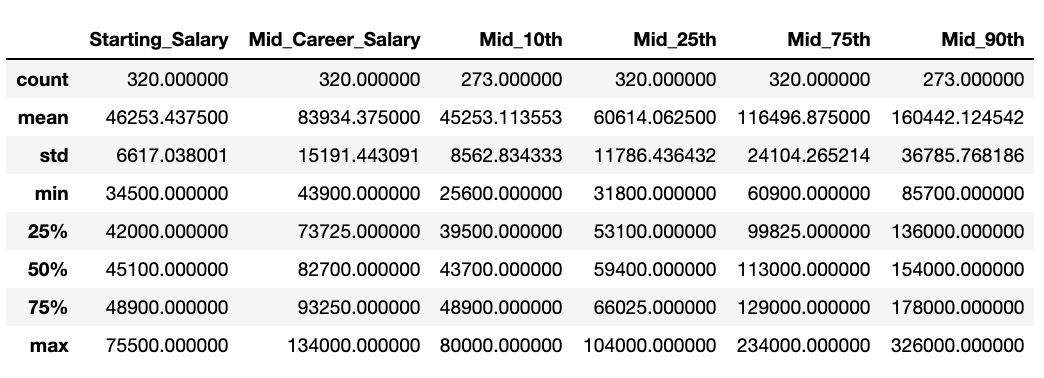 Starting_Salary Mid_Career_Salary Mid_10th Mid_25th Mid_75th Mid_90th
count 320.000000 320.000000 273.000000 320.000000 320.000000 273.000000
mean 46253.437500 83934.375000 45253.113553 60614.062500 116496.875000 160442.124542
std 6617.038001 15191.443091 8562.834333 11786.436432 24104.265214 36785.768186
min 34500.000000 43900.000000 25600.000000 31800.000000 60900.000000 85700.000000
25% 42000.000000 73725.000000 39500.000000 53100.000000 99825.000000 136000.000000
50% 45100.000000 82700.000000 43700.000000 59400.000000 113000.000000 154000.000000
75% 48900.000000 93250.000000 48900.000000 66025.000000 129000.000000 178000.000000
max 75500.000000 134000.000000 80000.000000 104000.000000 234000.000000 326000.000000